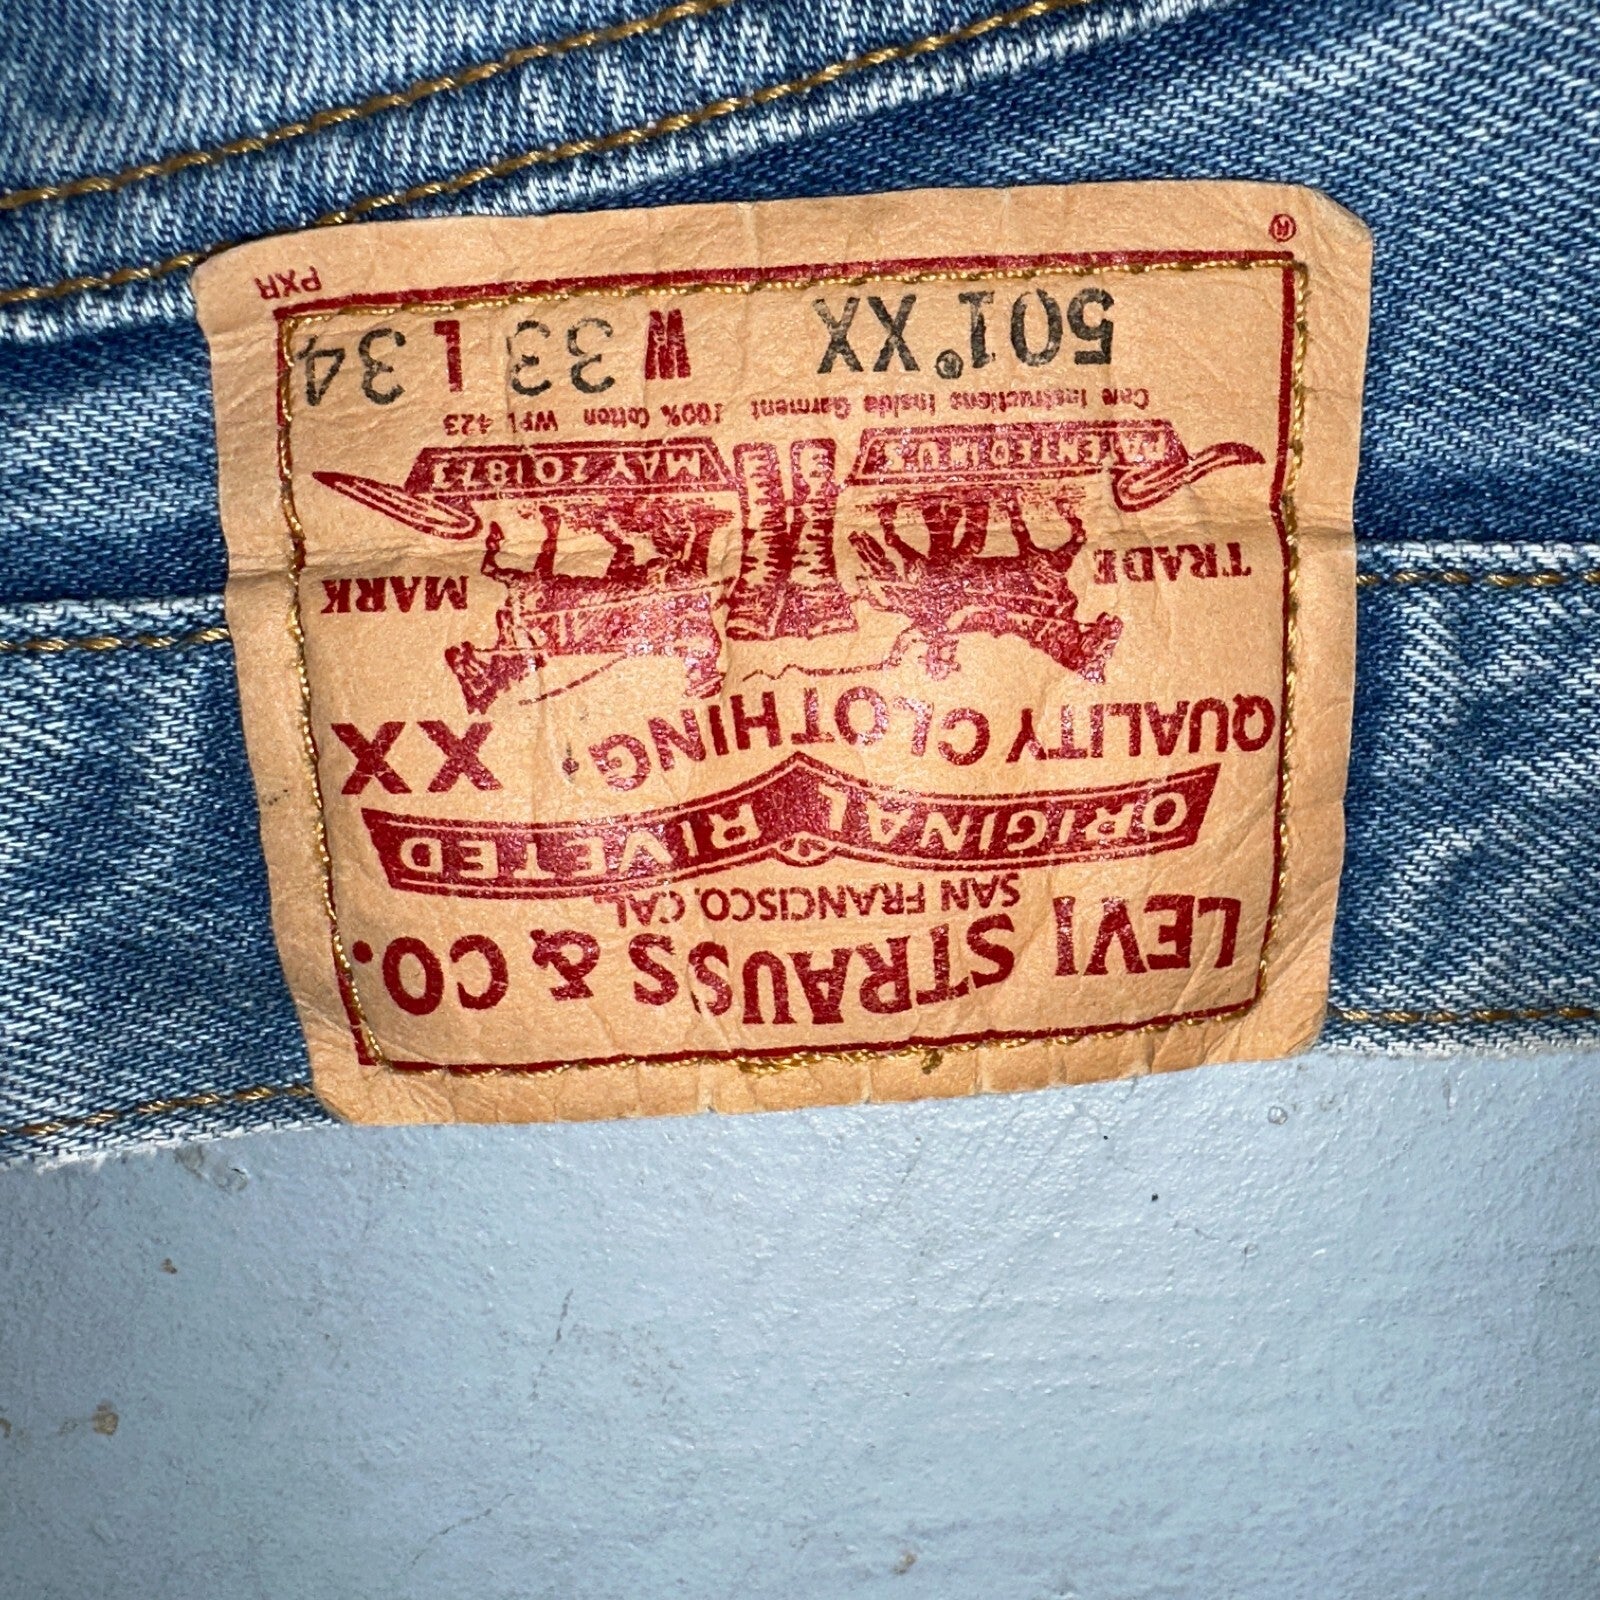 LEVI STRAUSS & CO.
SAN FRANCISCO, CAL.
ORIGINAL RIVETED
QUALITY CLOTHING. XX
TRADE MARK
PATENTED IN U.S. MAY 20 1873
Care Instructions Inside Garment 100% Cotton WPL 423
501® XX W 33 L 34
PXR ®